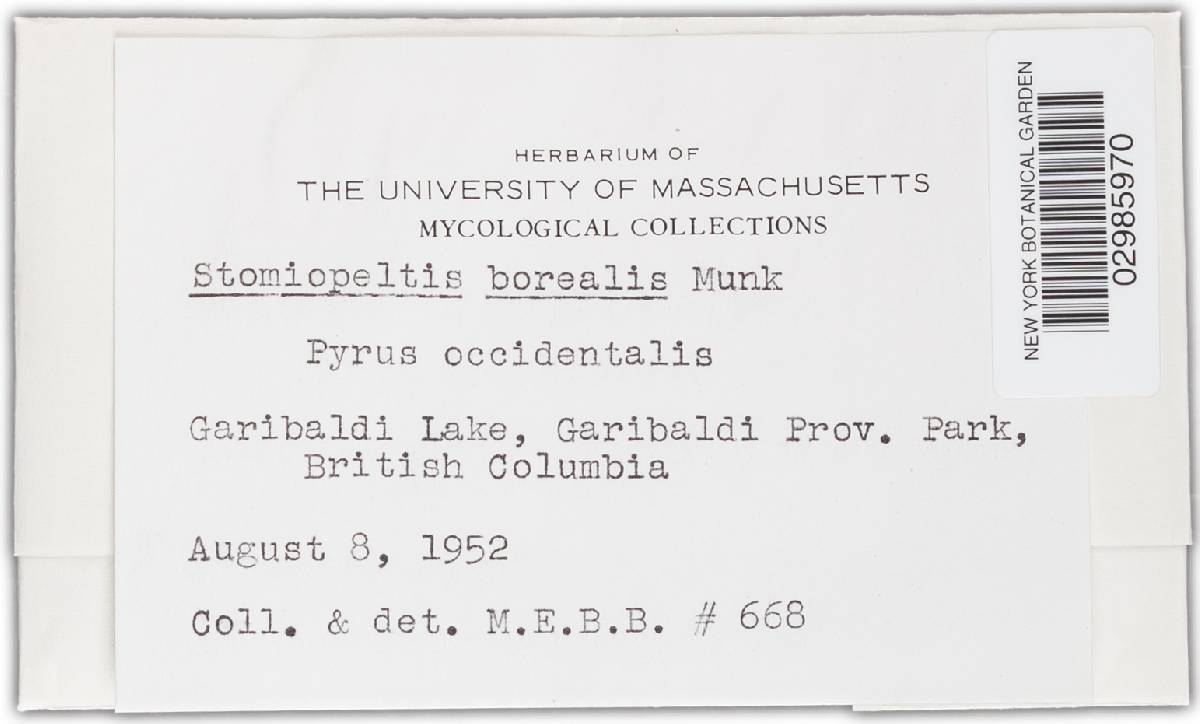 HERBARIUM OF
THE UNIVERSITY OF MASSACHUSETTS
MYCOLOGICAL COLLECTIONS
Stomiopeltis borealis Munk
Pyrus occidentalis
Garibaldi Lake, Garibaldi Prov. Park,
British Columbia
August 8, 1952
Coll. & det. M.E.B.B. # 668
NEW YORK BOTANICAL GARDEN
02985970